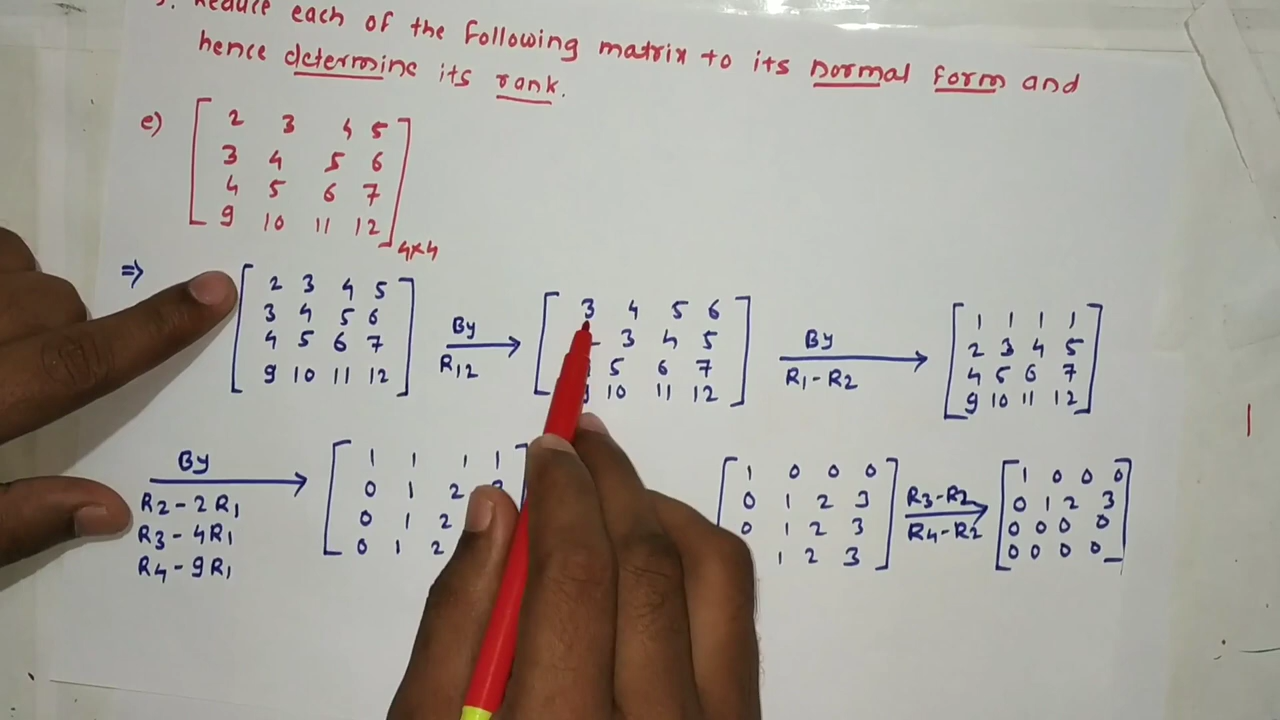 Reduce each of the following matrix to its normal form and
hence determine its rank.
e)
2 3 4 5
3 4 5 6
4 5 6 7
9 10 11 12
4×4
⇒
2 3 4 5
3 4 5 6
4 5 6 7
9 10 11 12
By
R12
3 4 5 6
3 4 5
5 6 7
10 11 12
By
R1-R2
1 1 1 1
2 3 4 5
4 5 6 7
9 10 11 12
By
R2-2R1
R3-4R1
R4-9R1
1 1 1 1
0 1 2
0 1 2
0 1 2
1 0 0 0
0 1 2 3
0 1 2 3
1 2 3
R3-R2
R4-R2
1 0 0 0
0 1 2 3
0 0 0 0
0 0 0 0